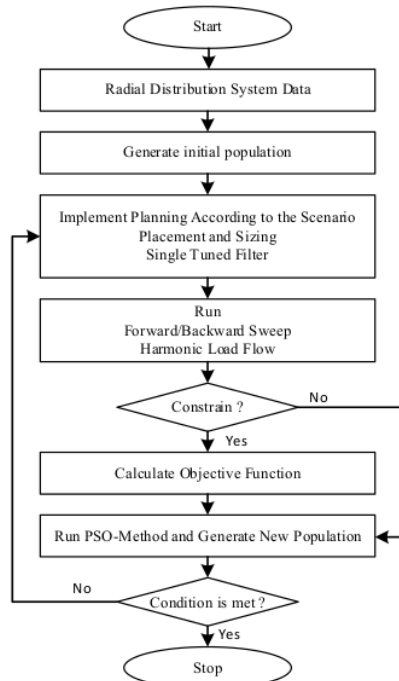 Start
Radial Distribution System Data
Generate initial population
Implement Planning According to the Scenario
Placement and Sizing
Single Tuned Filter
Run
Forward/Backward Sweep
Harmonic Load Flow
Constrain ?
No
Yes
Calculate Objective Function
Run PSO-Method and Generate New Population
No
Condition is met ?
Yes
Stop